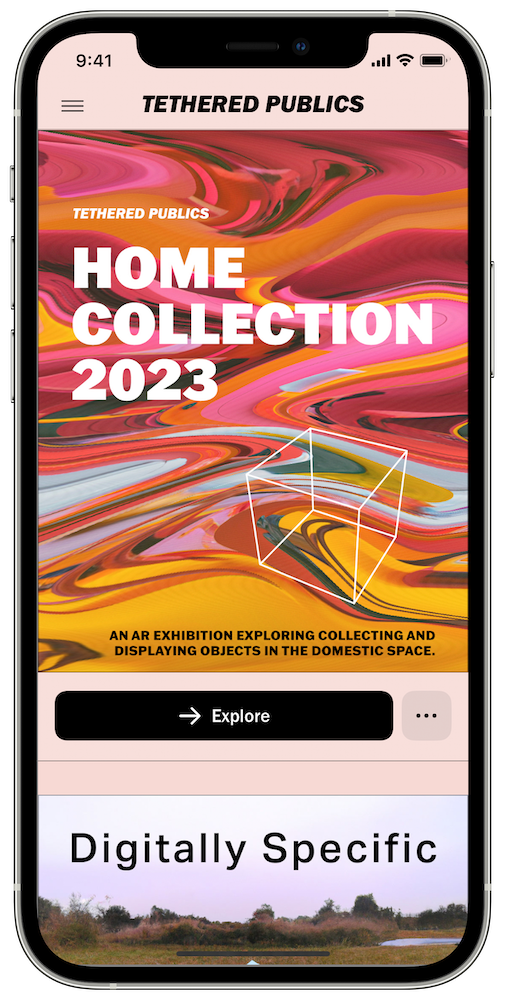 9:41
TETHERED PUBLICS
TETHERED PUBLICS
HOME
COLLECTION
2023
AN AR EXHIBITION EXPLORING COLLECTING AND
DISPLAYING OBJECTS IN THE DOMESTIC SPACE.
Explore
Digitally Specific